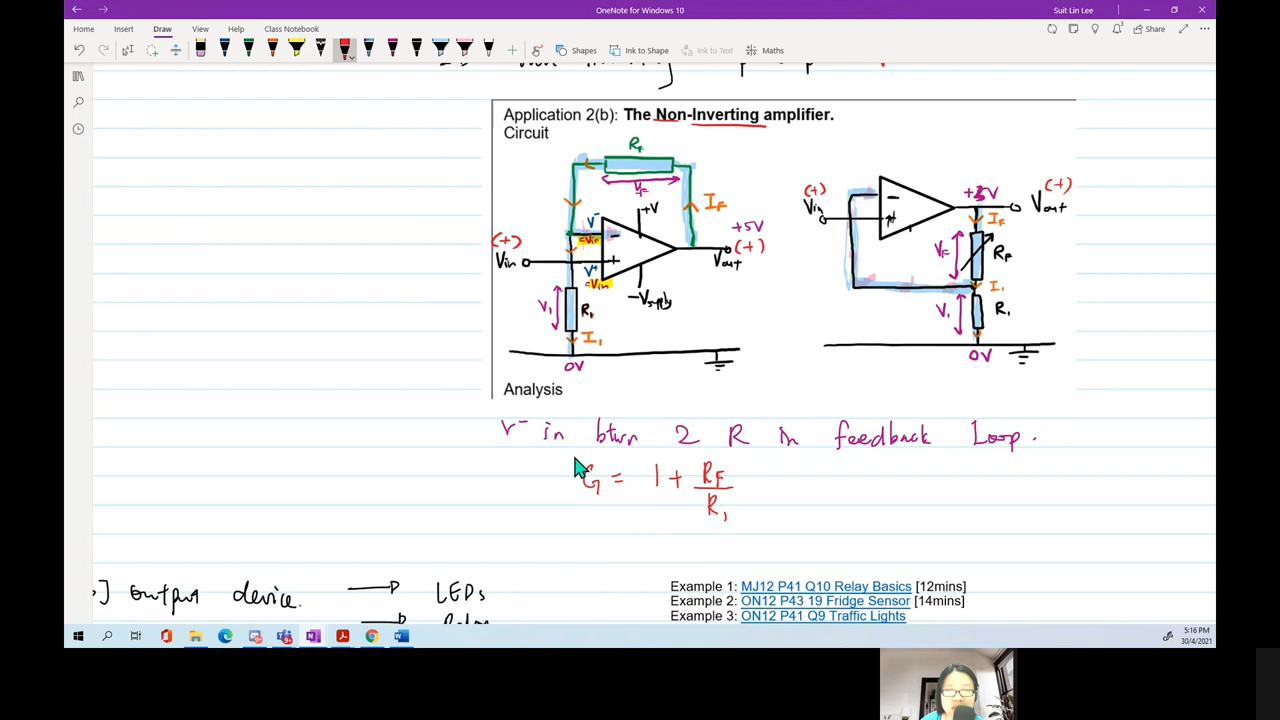 OneNote for Windows 10
Suit Lin Lee
Home Insert Draw View Help Class Notebook
Shapes Ink to Shape Ink to Text Maths
Share
Application 2(b): The Non-Inverting amplifier.
Circuit
RF
VF
IF
+V
V-
=Vin
+5V
(+)
(+)
Vin
Vout
V+
=Vin
-Vsupply
V1
R1
I1
0V
(+)
Vin
+5V
(+)
Vout
IF
VF
RF
I1
V1
R1
0V
Analysis
V- in btwn 2 R in feedback Loop.
G = 1 + RF
R1
output device. LEDs
Example 1: MJ12 P41 Q10 Relay Basics [12mins]
Example 2: ON12 P43 19 Fridge Sensor [14mins]
Example 3: ON12 P41 Q9 Traffic Lights
5:16 PM
30/4/2021